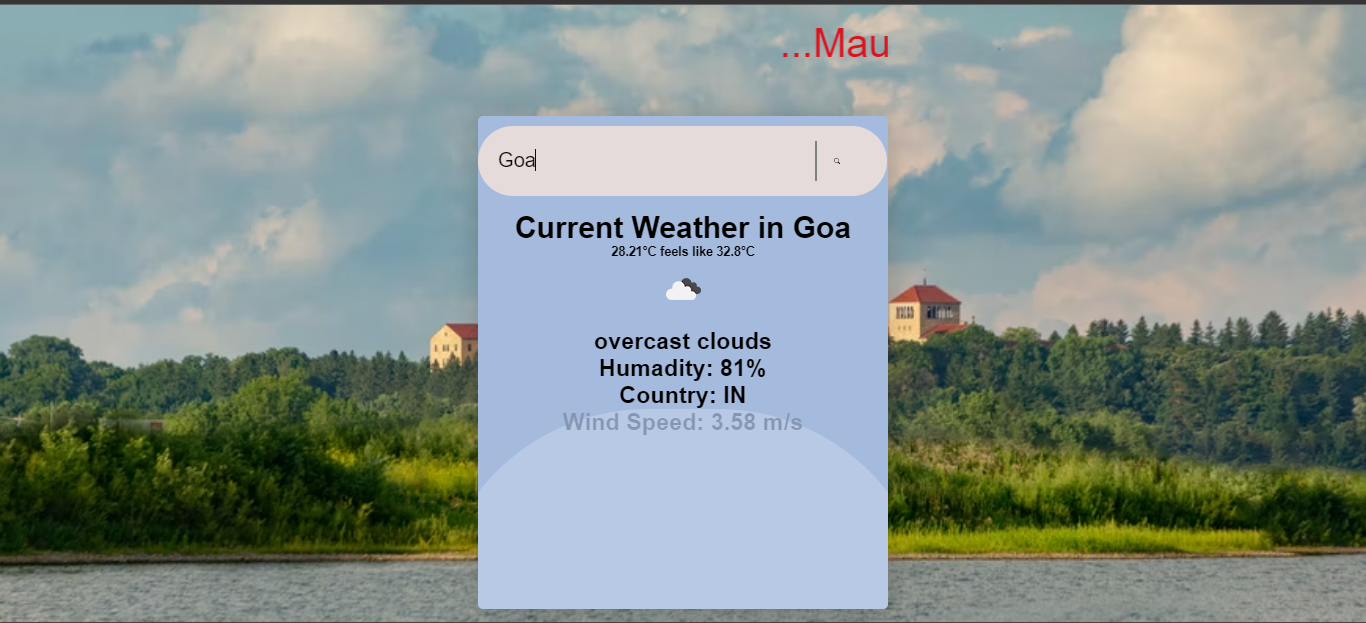 ...Mau
Goa
Current Weather in Goa
28.21°C feels like 32.8°C
overcast clouds
Humadity: 81%
Country: IN
Wind Speed: 3.58 m/s